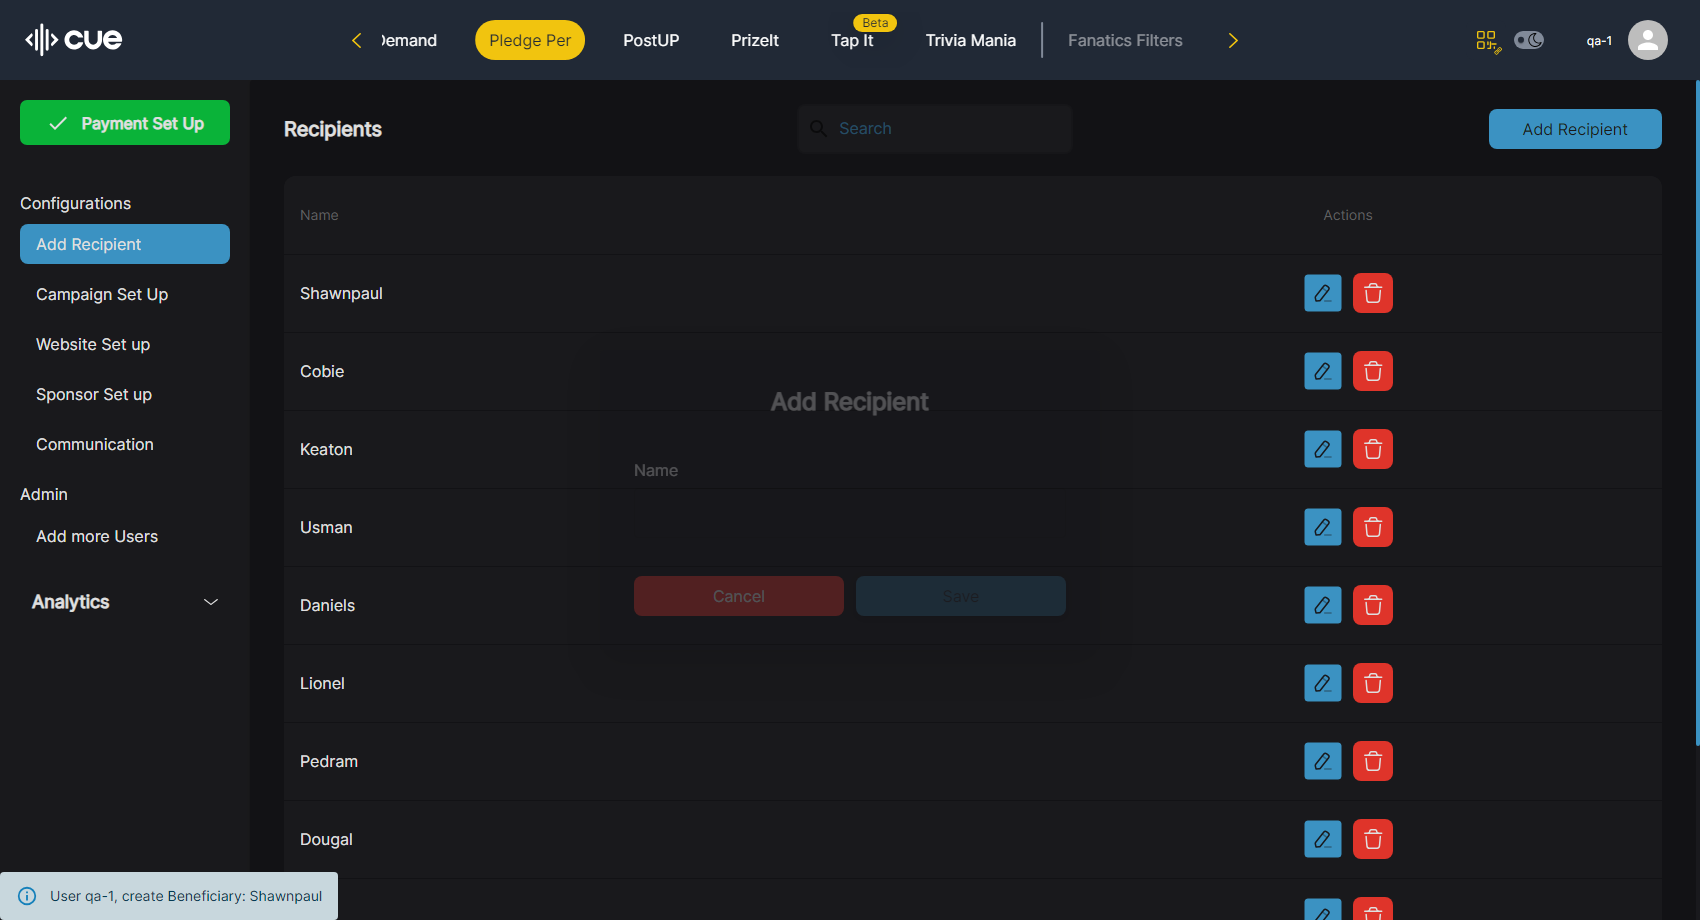 cue
Demand
Pledge Per
PostUP
PrizeIt
Tap It
Beta
Trivia Mania
Fanatics Filters
qa-1
Payment Set Up
Configurations
Add Recipient
Campaign Set Up
Website Set up
Sponsor Set up
Communication
Admin
Add more Users
Analytics
Recipients
Search
Add Recipient
Name
Actions
Shawnpaul
Cobie
Keaton
Usman
Daniels
Lionel
Pedram
Dougal
Add Recipient
Name
Cancel
Save
User qa-1, create Beneficiary: Shawnpaul